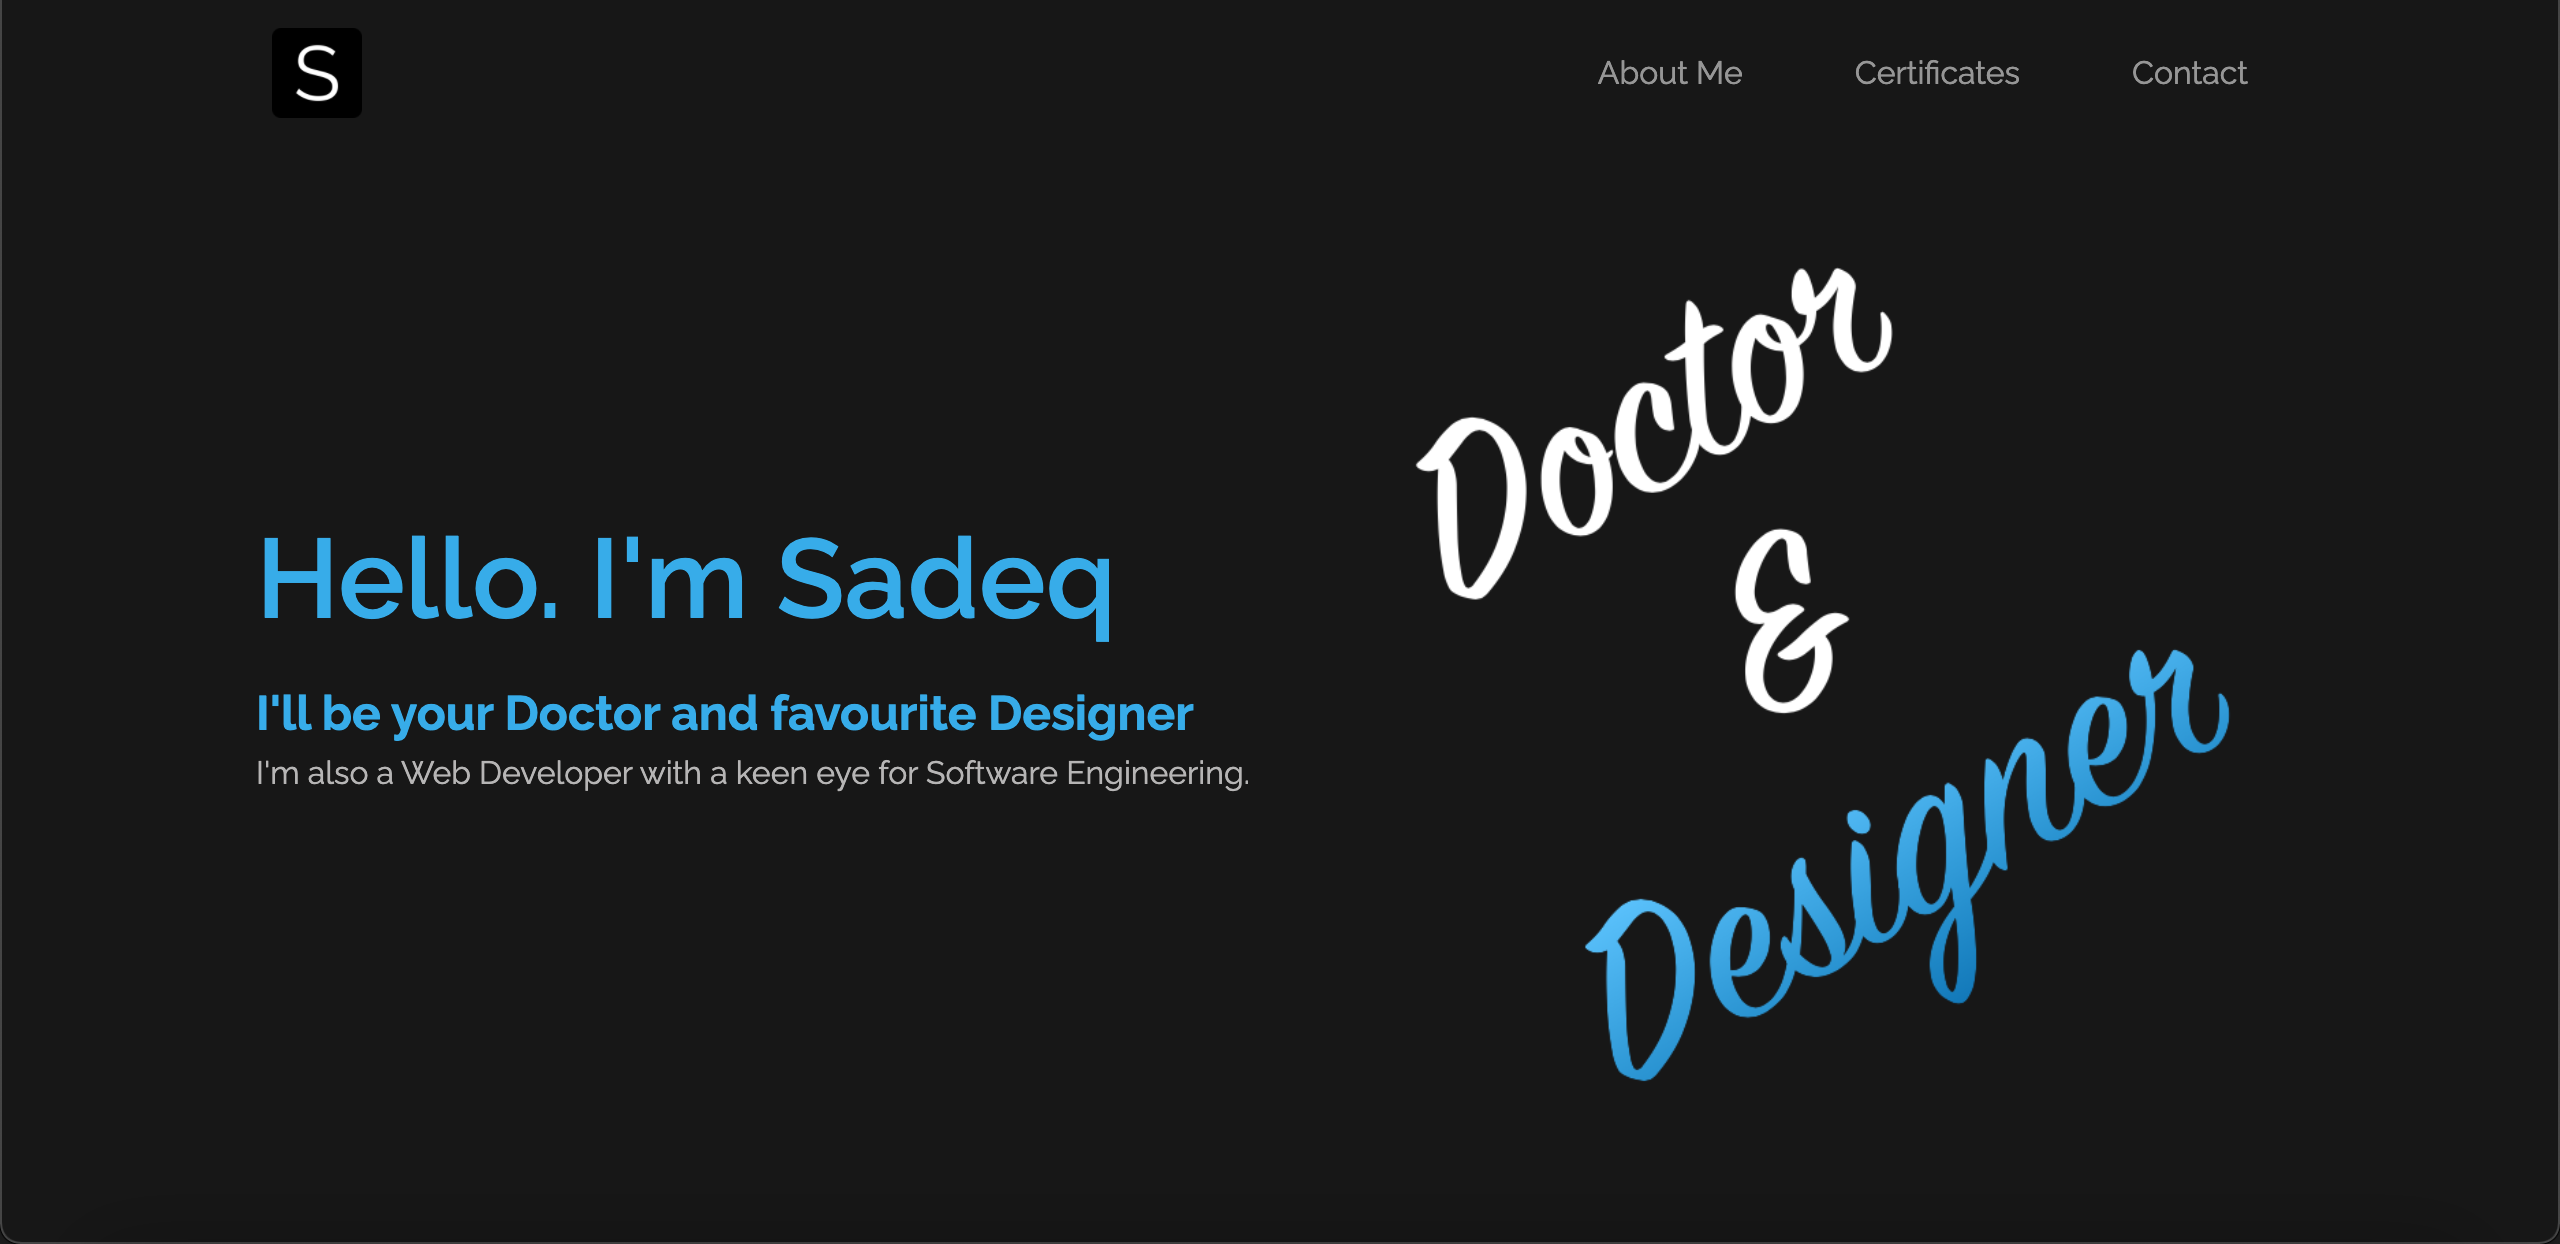 S
About Me
Certificates
Contact
Hello. I'm Sadeq
I'll be your Doctor and favourite Designer
I'm also a Web Developer with a keen eye for Software Engineering.
Doctor
&
Designer